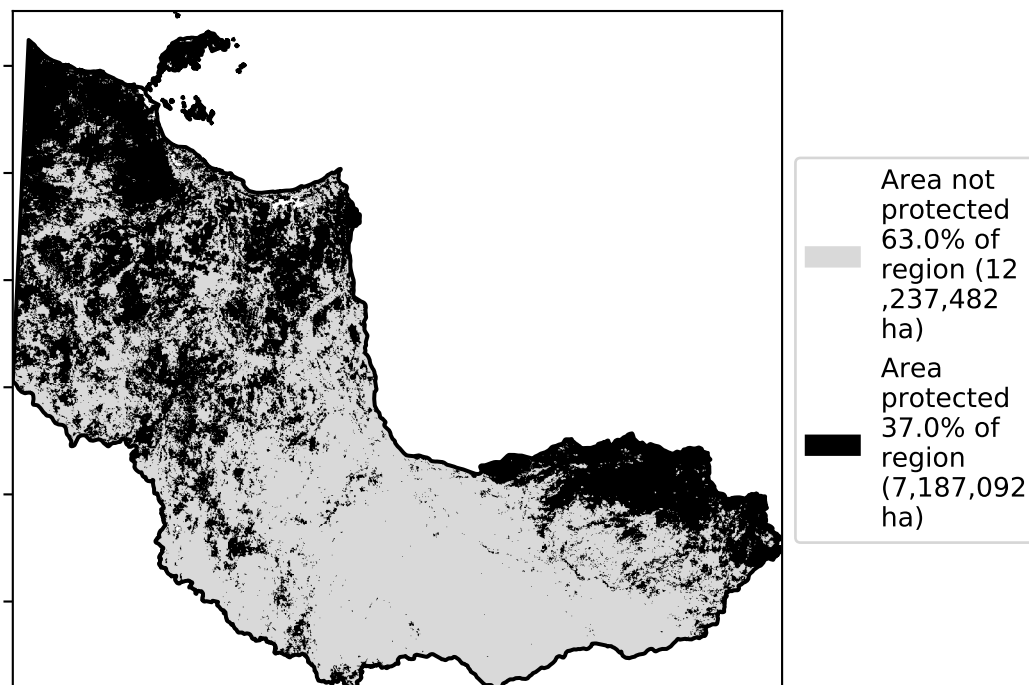 Area not
protected
63.0% of
region (12
,237,482
ha)
Area
protected
37.0% of
region
(7,187,092
ha)